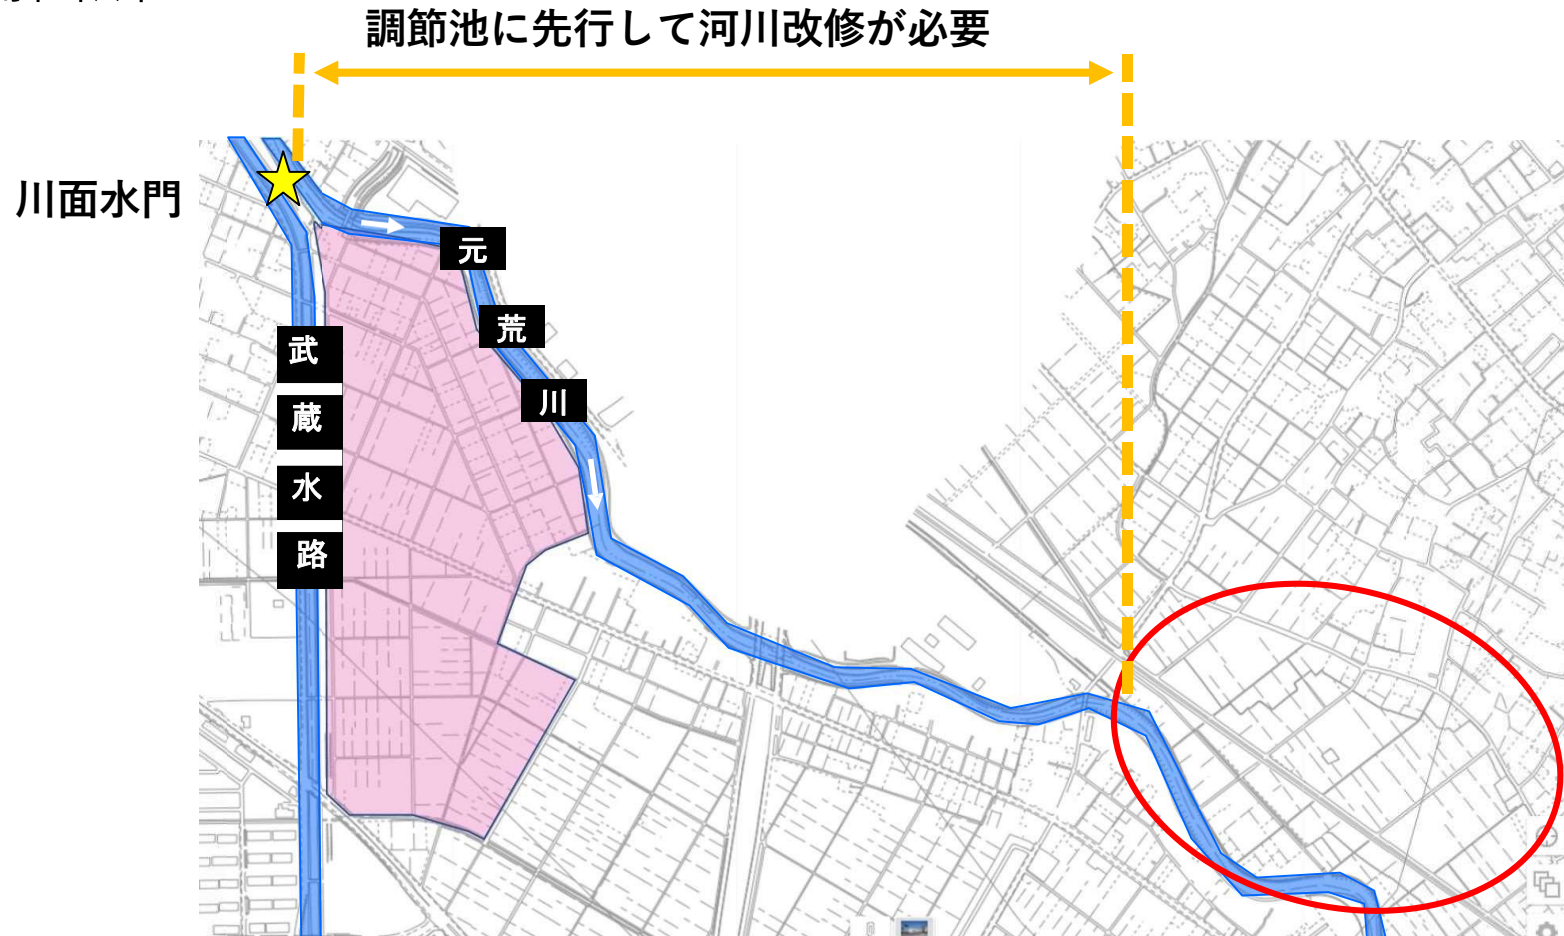 調節池に先行して河川改修が必要
川面水門
元
荒
川
武
蔵
水
路